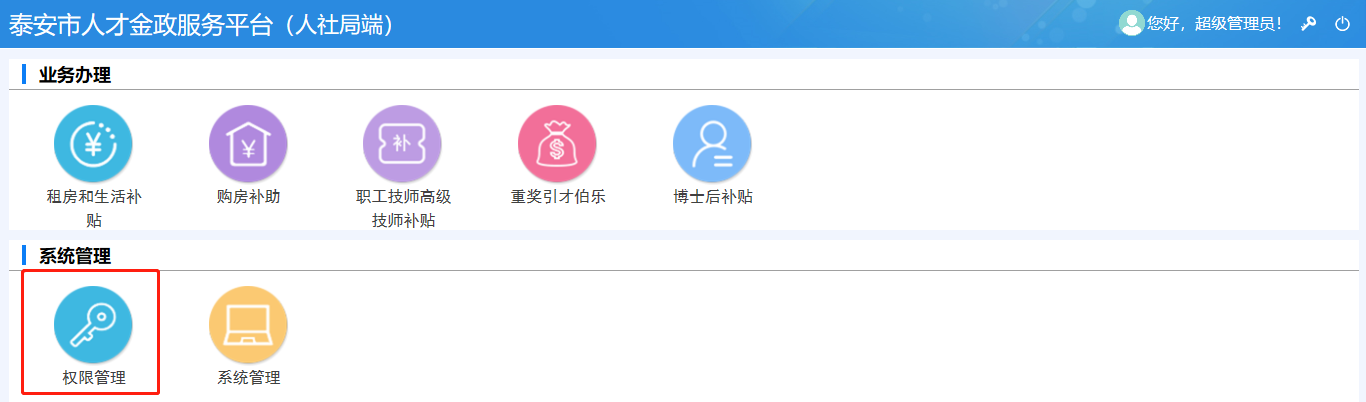 泰安市人才金政服务平台（人社局端）
您好，超级管理员！
业务办理
租房和生活补
贴
购房补助
职工技师高级
技师补贴
重奖引才伯乐
博士后补贴
系统管理
权限管理
系统管理